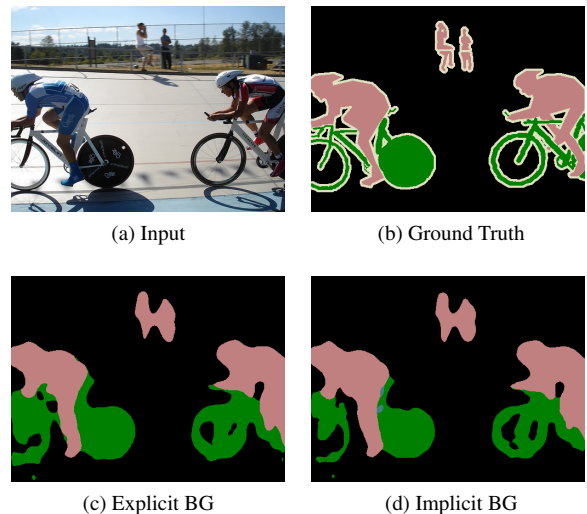 (a) Input
(b) Ground Truth
(c) Explicit BG
(d) Implicit BG